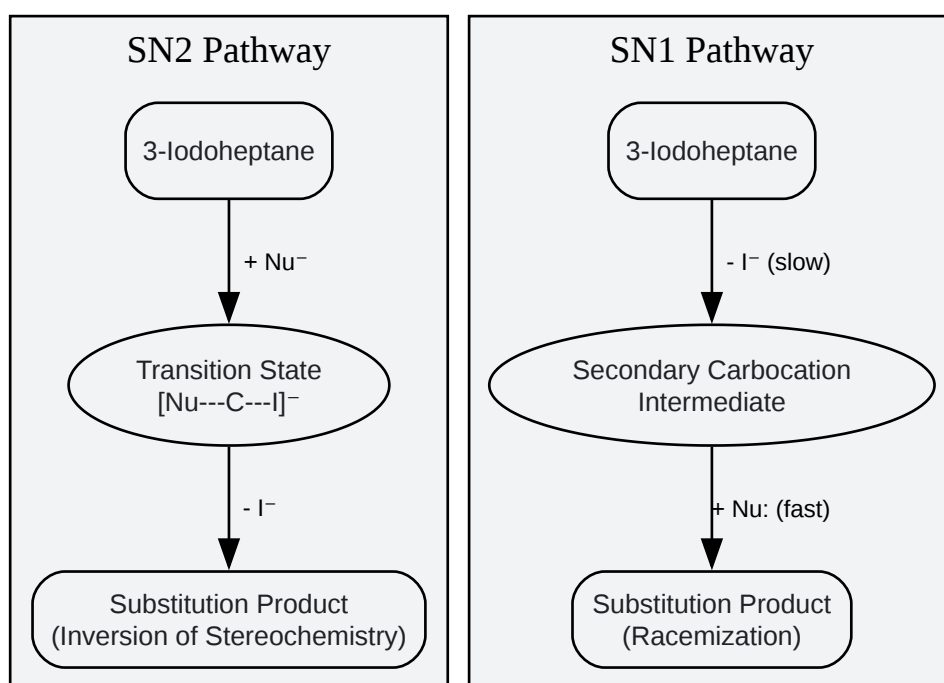 SN2 Pathway
3-Iodoheptane
+ Nu⁻
Transition State
[Nu---C---I]⁻
- I⁻
Substitution Product
(Inversion of Stereochemistry)
SN1 Pathway
3-Iodoheptane
- I⁻ (slow)
Secondary Carbocation
Intermediate
+ Nu: (fast)
Substitution Product
(Racemization)